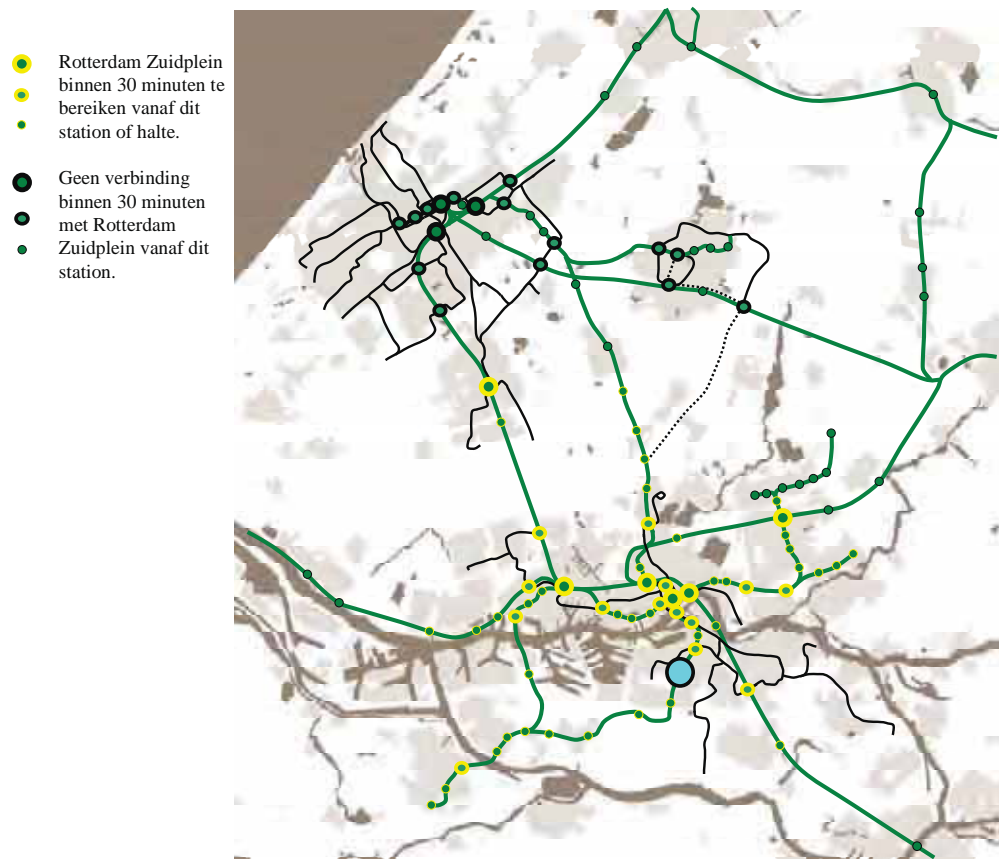 Rotterdam Zuidplein
binnen 30 minuten te
bereiken vanaf dit
station of halte.
Geen verbinding
binnen 30 minuten
met Rotterdam
Zuidplein vanaf dit
station.